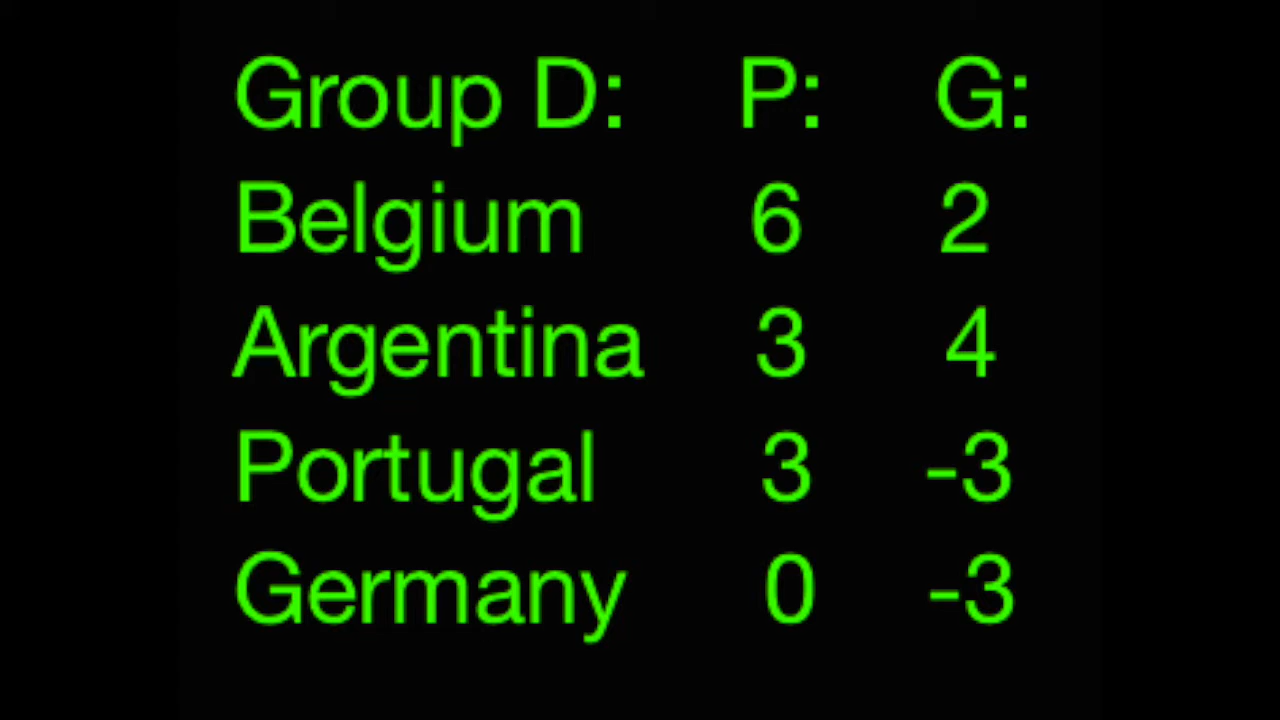 Group D: P: G:
Belgium 6 2
Argentina 3 4
Portugal 3 -3
Germany 0 -3